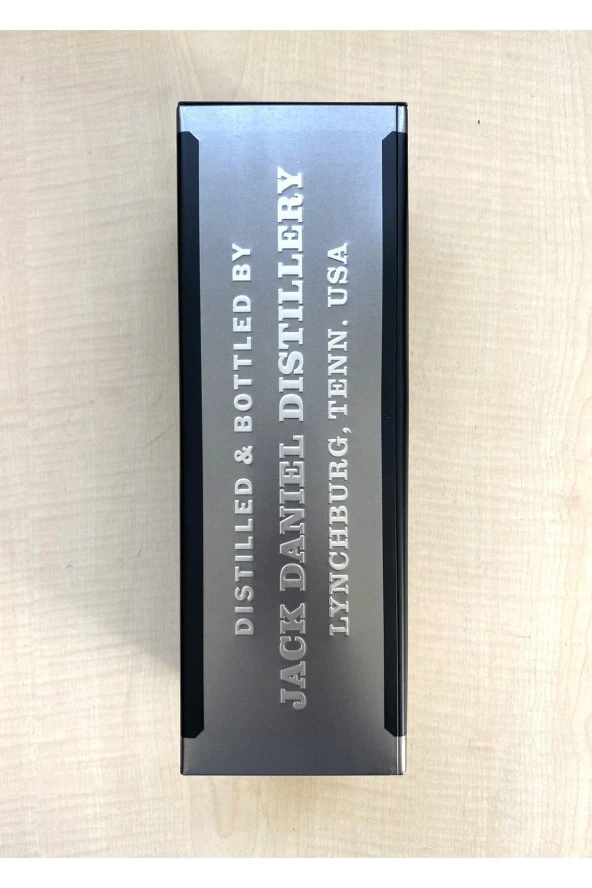 DISTILLED & BOTTLED BY
JACK DANIEL DISTILLERY
LYNCHBURG, TENN. USA